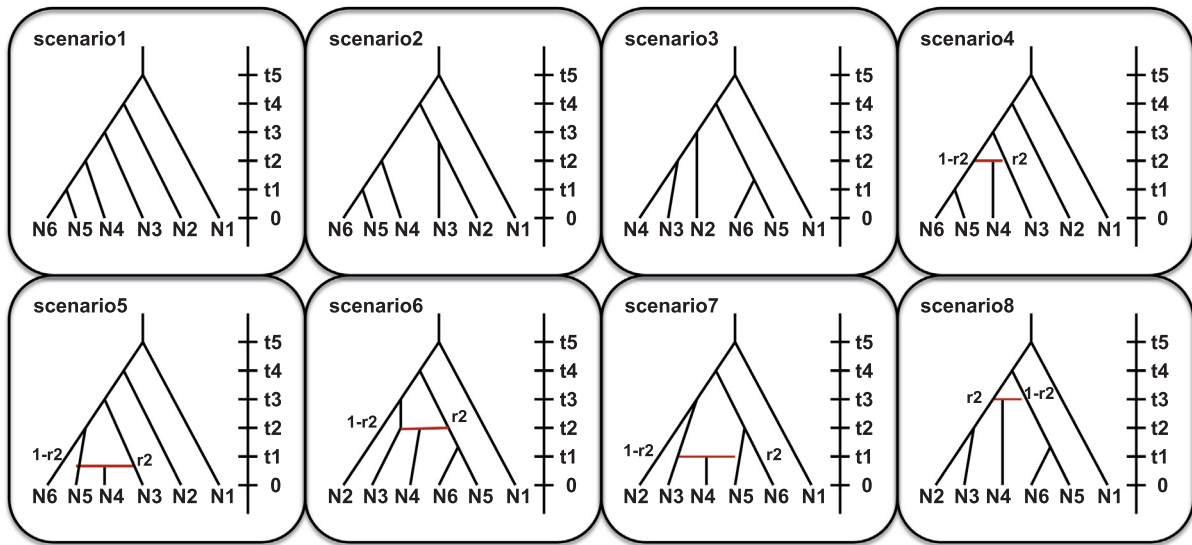 scenario1
t5
t4
t3
t2
t1
0
N6 N5 N4 N3 N2 N1
scenario2
t5
t4
t3
t2
t1
0
N6 N5 N4 N3 N2 N1
scenario3
t5
t4
t3
t2
t1
0
N4 N3 N2 N6 N5 N1
scenario4
t5
t4
t3
1-r2 r2 t2
t1
0
N6 N5 N4 N3 N2 N1
scenario5
t5
t4
t3
t2
1-r2 r2 t1
0
N6 N5 N4 N3 N2 N1
scenario6
t5
t4
t3
1-r2 r2 t2
t1
0
N2 N3 N4 N6 N5 N1
scenario7
t5
t4
t3
t2
1-r2 r2 t1
0
N2 N3 N4 N5 N6 N1
scenario8
t5
t4
r2 1-r2 t3
t2
t1
0
N2 N3 N4 N6 N5 N1